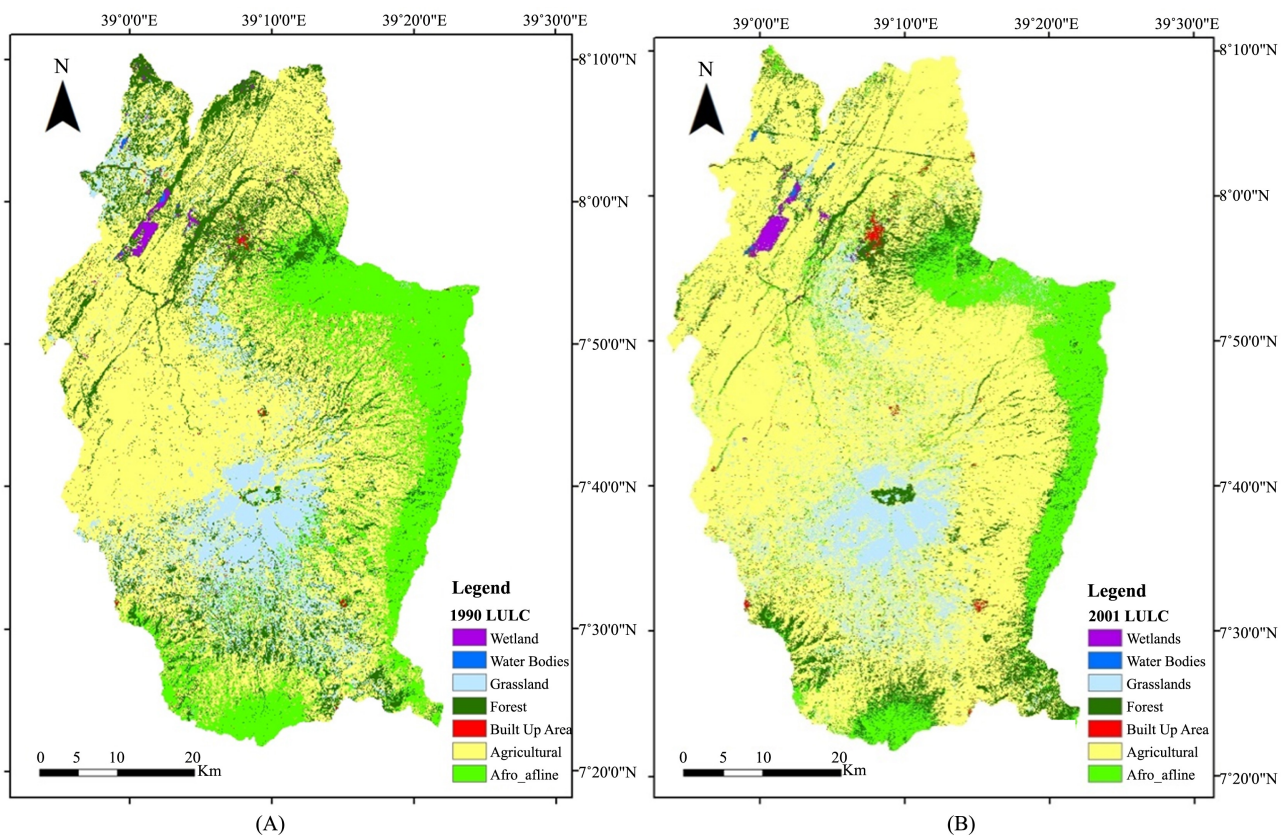 39°0'0"E 39°10'0"E 39°20'0"E 39°30'0"E
8°10'0"N
8°0'0"N
7°50'0"N
7°40'0"N
7°30'0"N
7°20'0"N
N
Legend
1990 LULC
Wetland
Water Bodies
Grassland
Forest
Built Up Area
Agricultural
Afro_afline
0 5 10 20
Km
(A)
39°0'0"E 39°10'0"E 39°20'0"E 39°30'0"E
8°10'0"N
8°0'0"N
7°50'0"N
7°40'0"N
7°30'0"N
7°20'0"N
N
Legend
2001 LULC
Wetlands
Water Bodies
Grasslands
Forest
Built Up Area
Agricultural
Afro_afline
0 5 10 20
Km
(B)